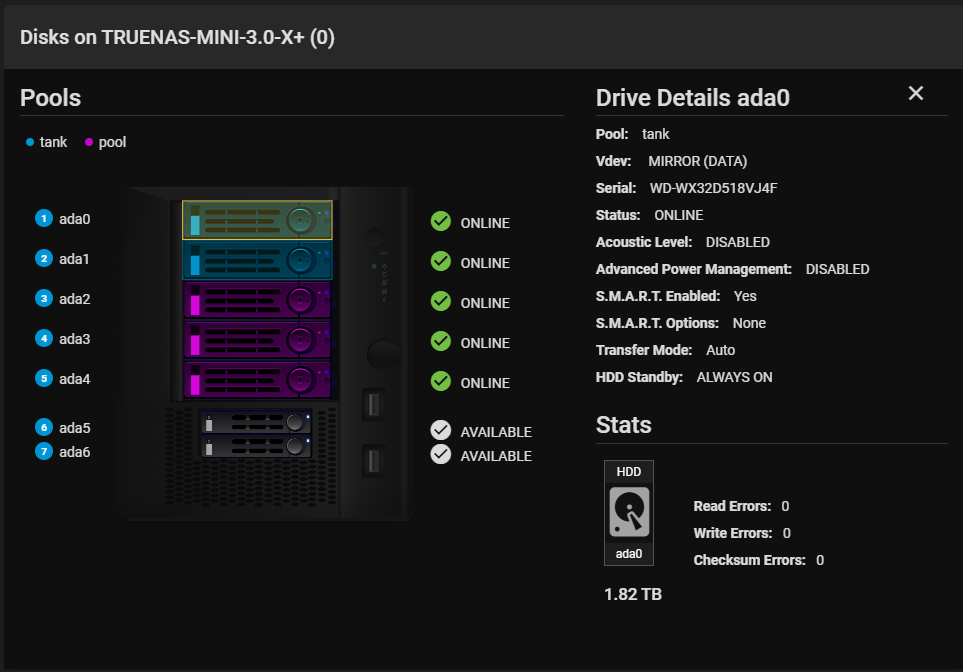 Disks on TRUENAS-MINI-3.0-X+ (0)
Pools
tank pool
1 ada0 ONLINE
2 ada1 ONLINE
3 ada2 ONLINE
4 ada3 ONLINE
5 ada4 ONLINE
6 ada5 AVAILABLE
7 ada6 AVAILABLE
Drive Details ada0
Pool: tank
Vdev: MIRROR (DATA)
Serial: WD-WX32D518VJ4F
Status: ONLINE
Acoustic Level: DISABLED
Advanced Power Management: DISABLED
S.M.A.R.T. Enabled: Yes
S.M.A.R.T. Options: None
Transfer Mode: Auto
HDD Standby: ALWAYS ON
Stats
HDD
ada0
1.82 TB
Read Errors: 0
Write Errors: 0
Checksum Errors: 0